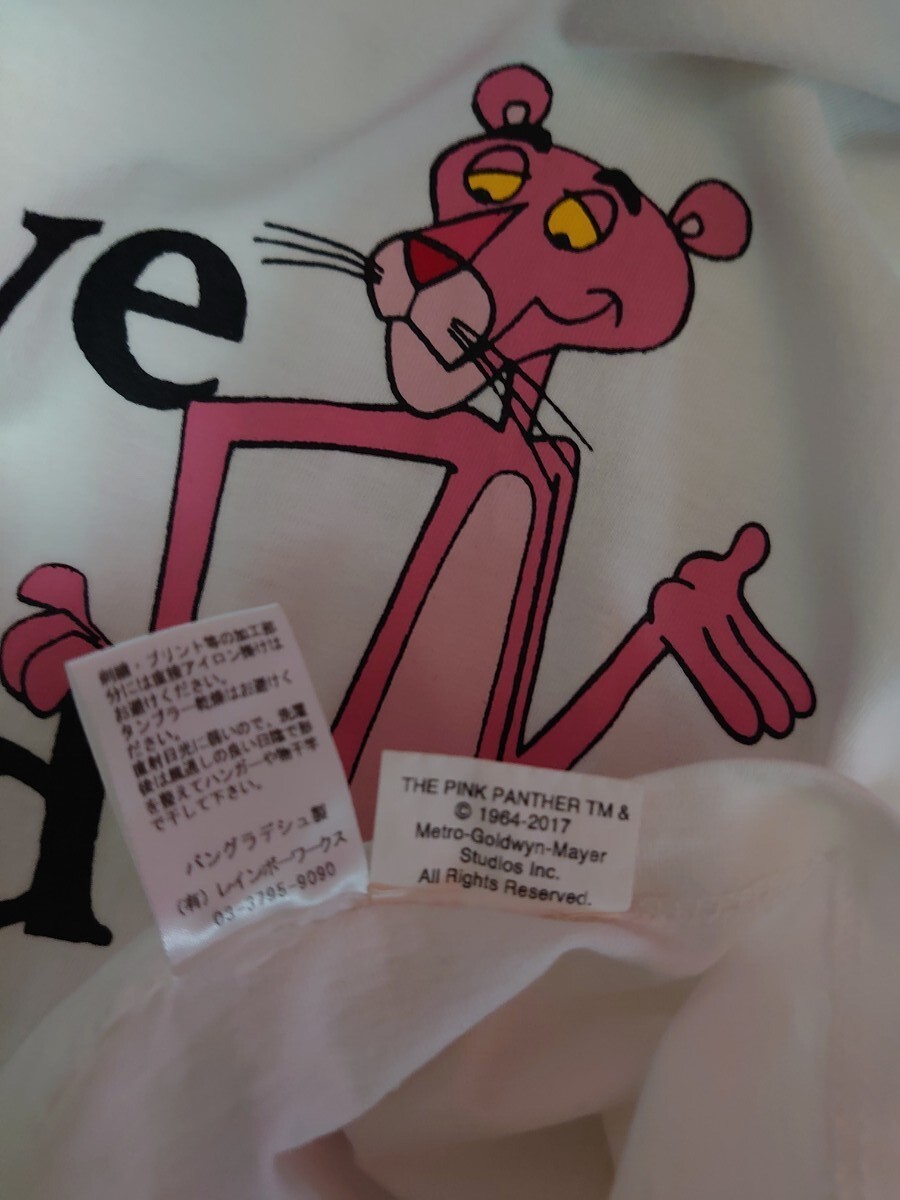 ve
d
刺繍・プリント等の加工部
分には直接アイロン掛けは
お避けください。
タンブラー乾燥はお避けく
ださい。
直射日光に弱いので、洗濯
後は風通しの良い日陰で形
を整えてハンガーや物干竿
で干して下さい。
バングラデシュ製
(有) レインボーワークス
03-3795-9090
THE PINK PANTHER TM &
© 1964-2017
Metro-Goldwyn-Mayer
Studios Inc.
All Rights Reserved.